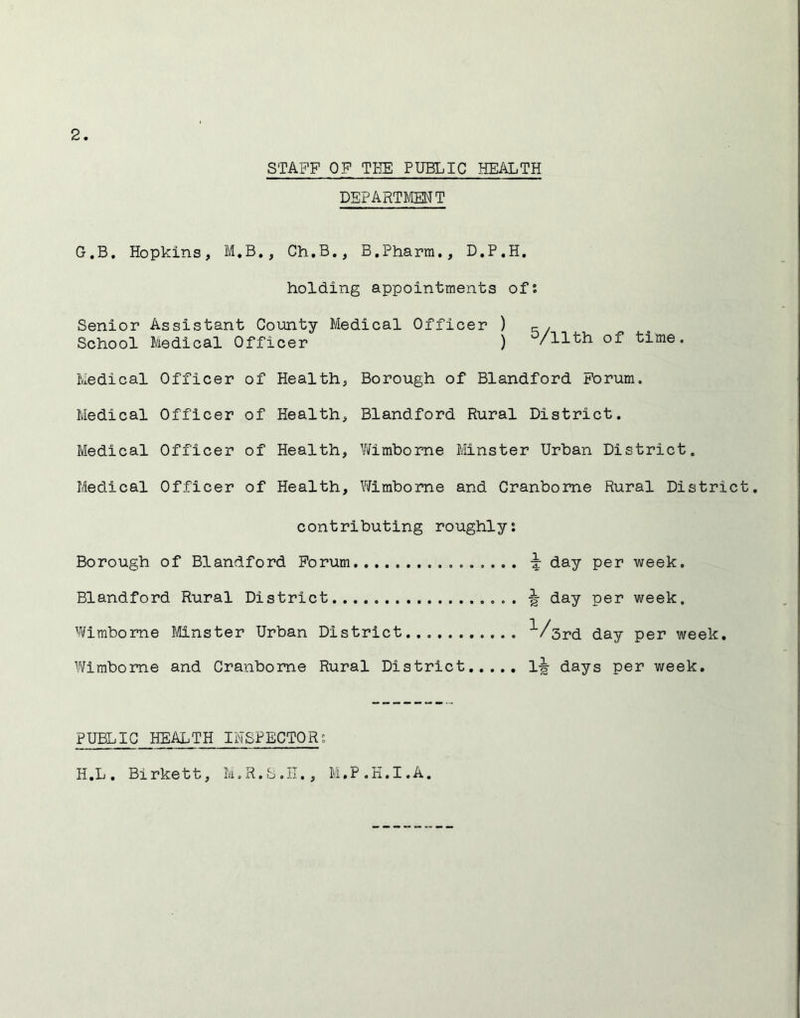 2.
STAFF OF THE PUBLIC HEALTH
DEPARTMENT
G.B. Hopkins, M.B., Ch.B., B.Pharm., D.P.H.
holding appointments of:
Senior Assistant County Medical Officer )
School Medical Officer ) 5/11th of time.
Medical Officer of Health, Borough of Blandford Forum.
Medical Officer of Health, Blandford Rural District.
Medical Officer of Health, Wimborne Minster Urban District.
Medical Officer of Health, Wimborne and Cranborne Rural District.
contributing roughly:
Borough of Blandford Forum................ ¼ day per week.
Blandford Rural District.................. ½ day per week.
Wimborne Minster Urban District........... 1/3rd day per week.
Wimborne and Cranborne Rural District..... 1½ days per week.
PUBLIC HEALTH INSPECTOR:
H.L. Birkett, M.R.S.H., M.P.H.I.A.